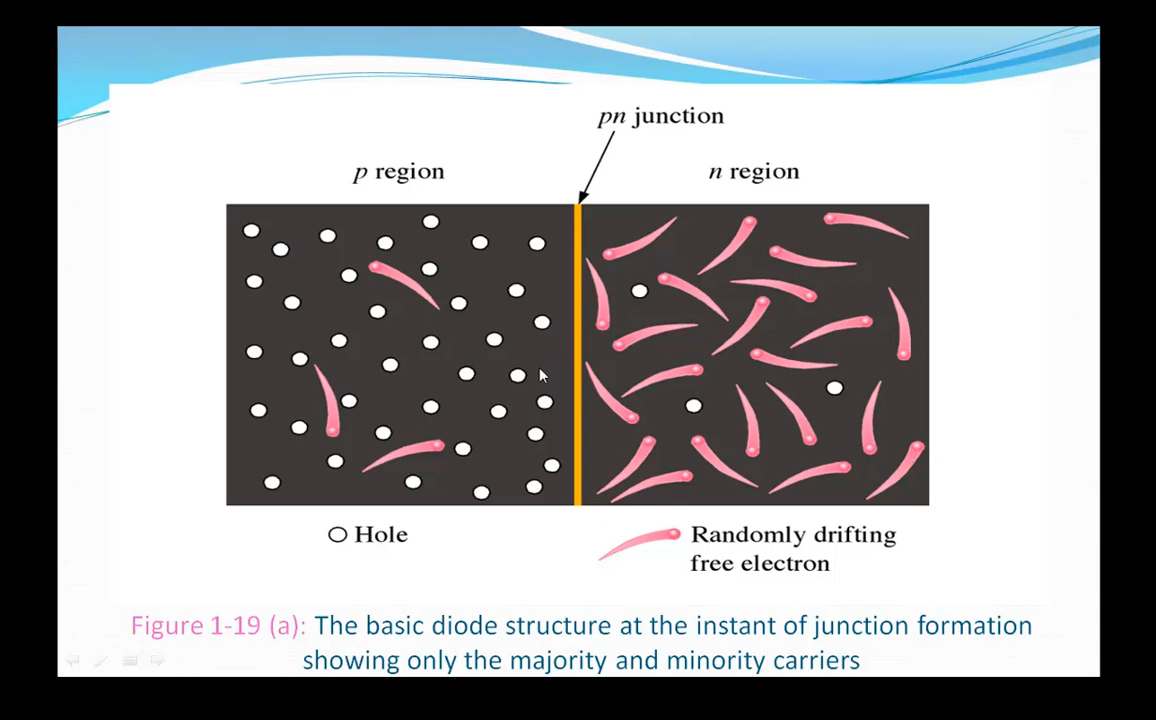 pn junction
p region
n region
Hole
Randomly drifting
free electron
Figure 1-19 (a): The basic diode structure at the instant of junction formation
showing only the majority and minority carriers